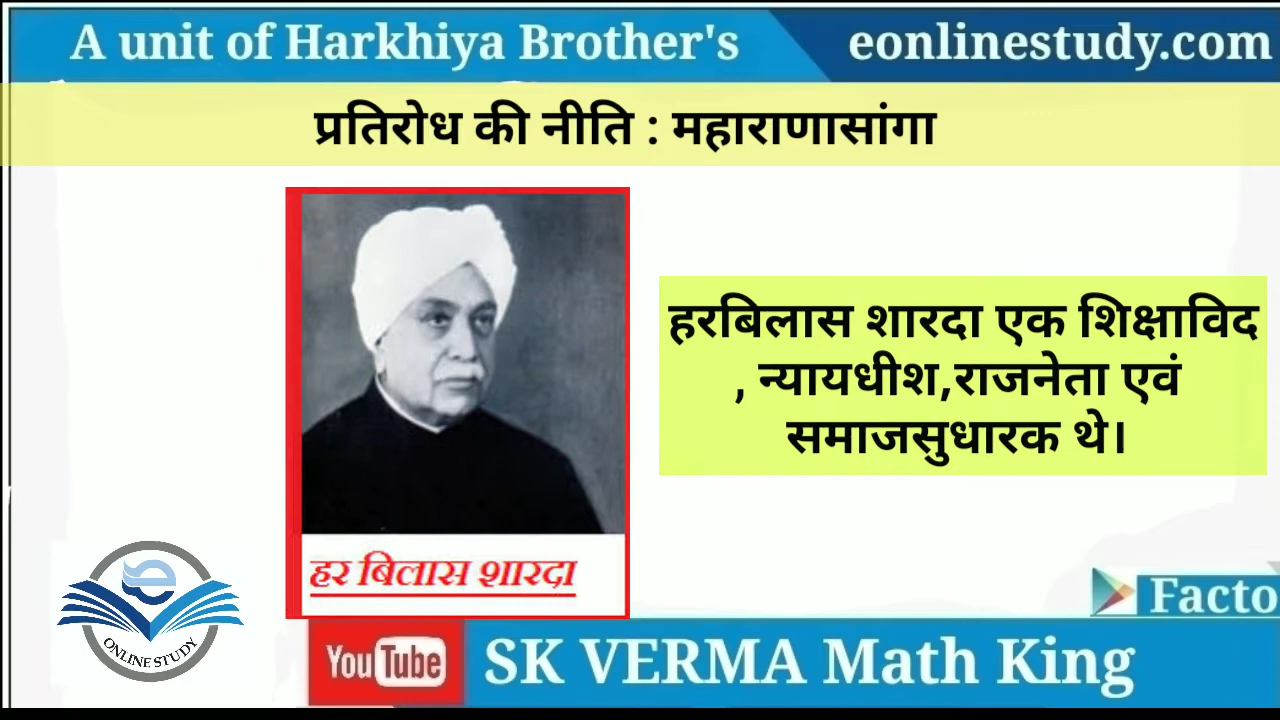 A unit of Harkhiya Brother's
eonlinestudy.com
प्रतिरोध की नीति : महाराणासांगा
हरबिलास शारदा एक शिक्षाविद
, न्यायधीश,राजनेता एवं
समाजसुधारक थे।
हर बिलास शारदा
e
ONLINE STUDY
Facto
YouTube
SK VERMA Math King